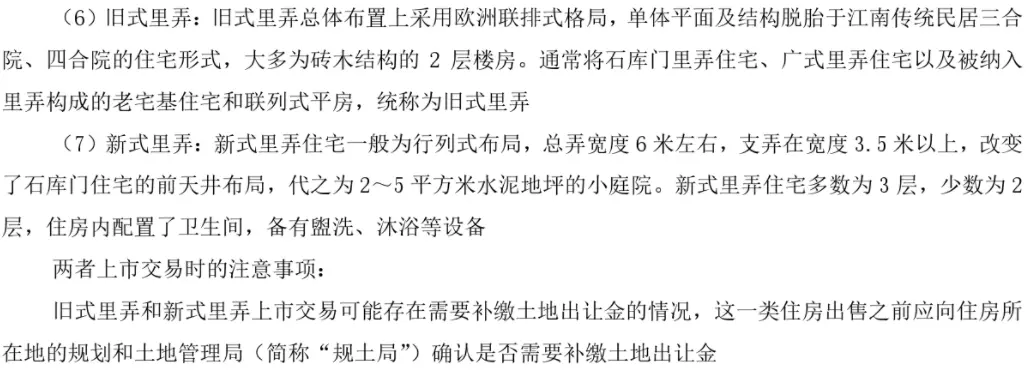 （6）旧式里弄：旧式里弄总体布置上采用欧洲联排式格局，单体平面及结构脱胎于江南传统民居三合
院、四合院的住宅形式，大多为砖木结构的 2 层楼房。通常将石库门里弄住宅、广式里弄住宅以及被纳入
里弄构成的老宅基住宅和联列式平房，统称为旧式里弄
（7）新式里弄：新式里弄住宅一般为行列式布局，总弄宽度 6 米左右，支弄在宽度 3.5 米以上，改变
了石库门住宅的前天井布局，代之为 2～5 平方米水泥地坪的小庭院。新式里弄住宅多数为 3 层，少数为 2
层，住房内配置了卫生间，备有盥洗、沐浴等设备
两者上市交易时的注意事项：
旧式里弄和新式里弄上市交易可能存在需要补缴土地出让金的情况，这一类住房出售之前应向住房所
在地的规划和土地管理局（简称“规土局”）确认是否需要补缴土地出让金